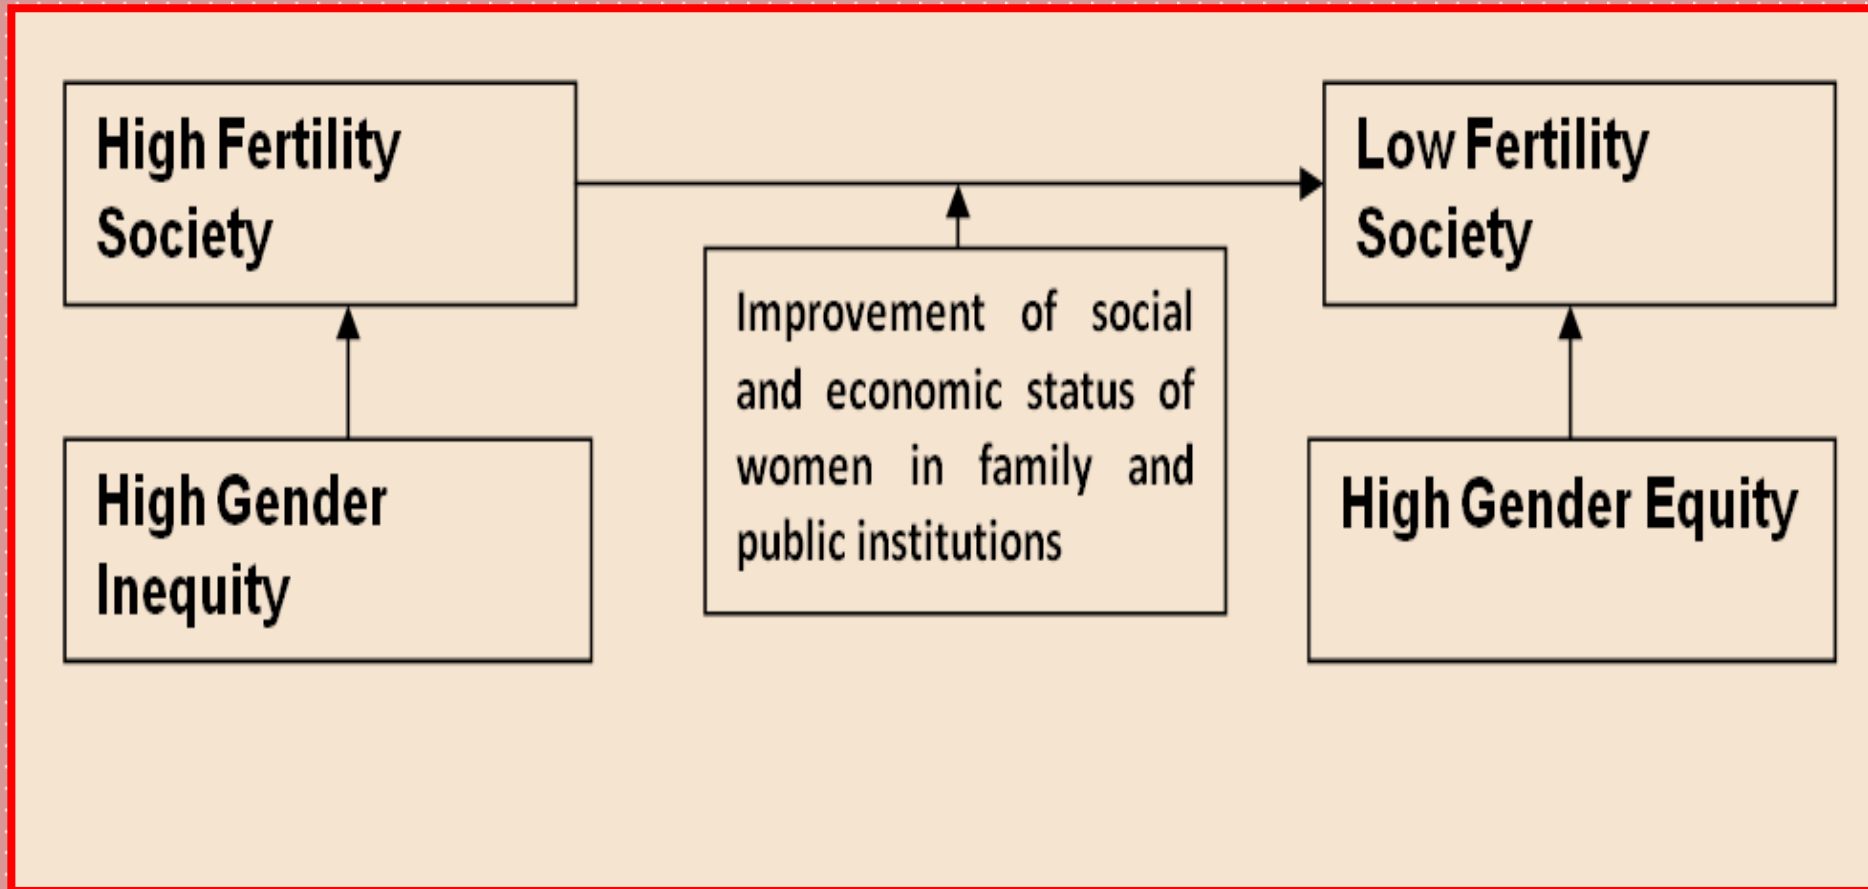 High Fertility
Society
Low Fertility
Society
Improvement of social
and economic status of
women in family and
public institutions
High Gender
Inequity
High Gender Equity